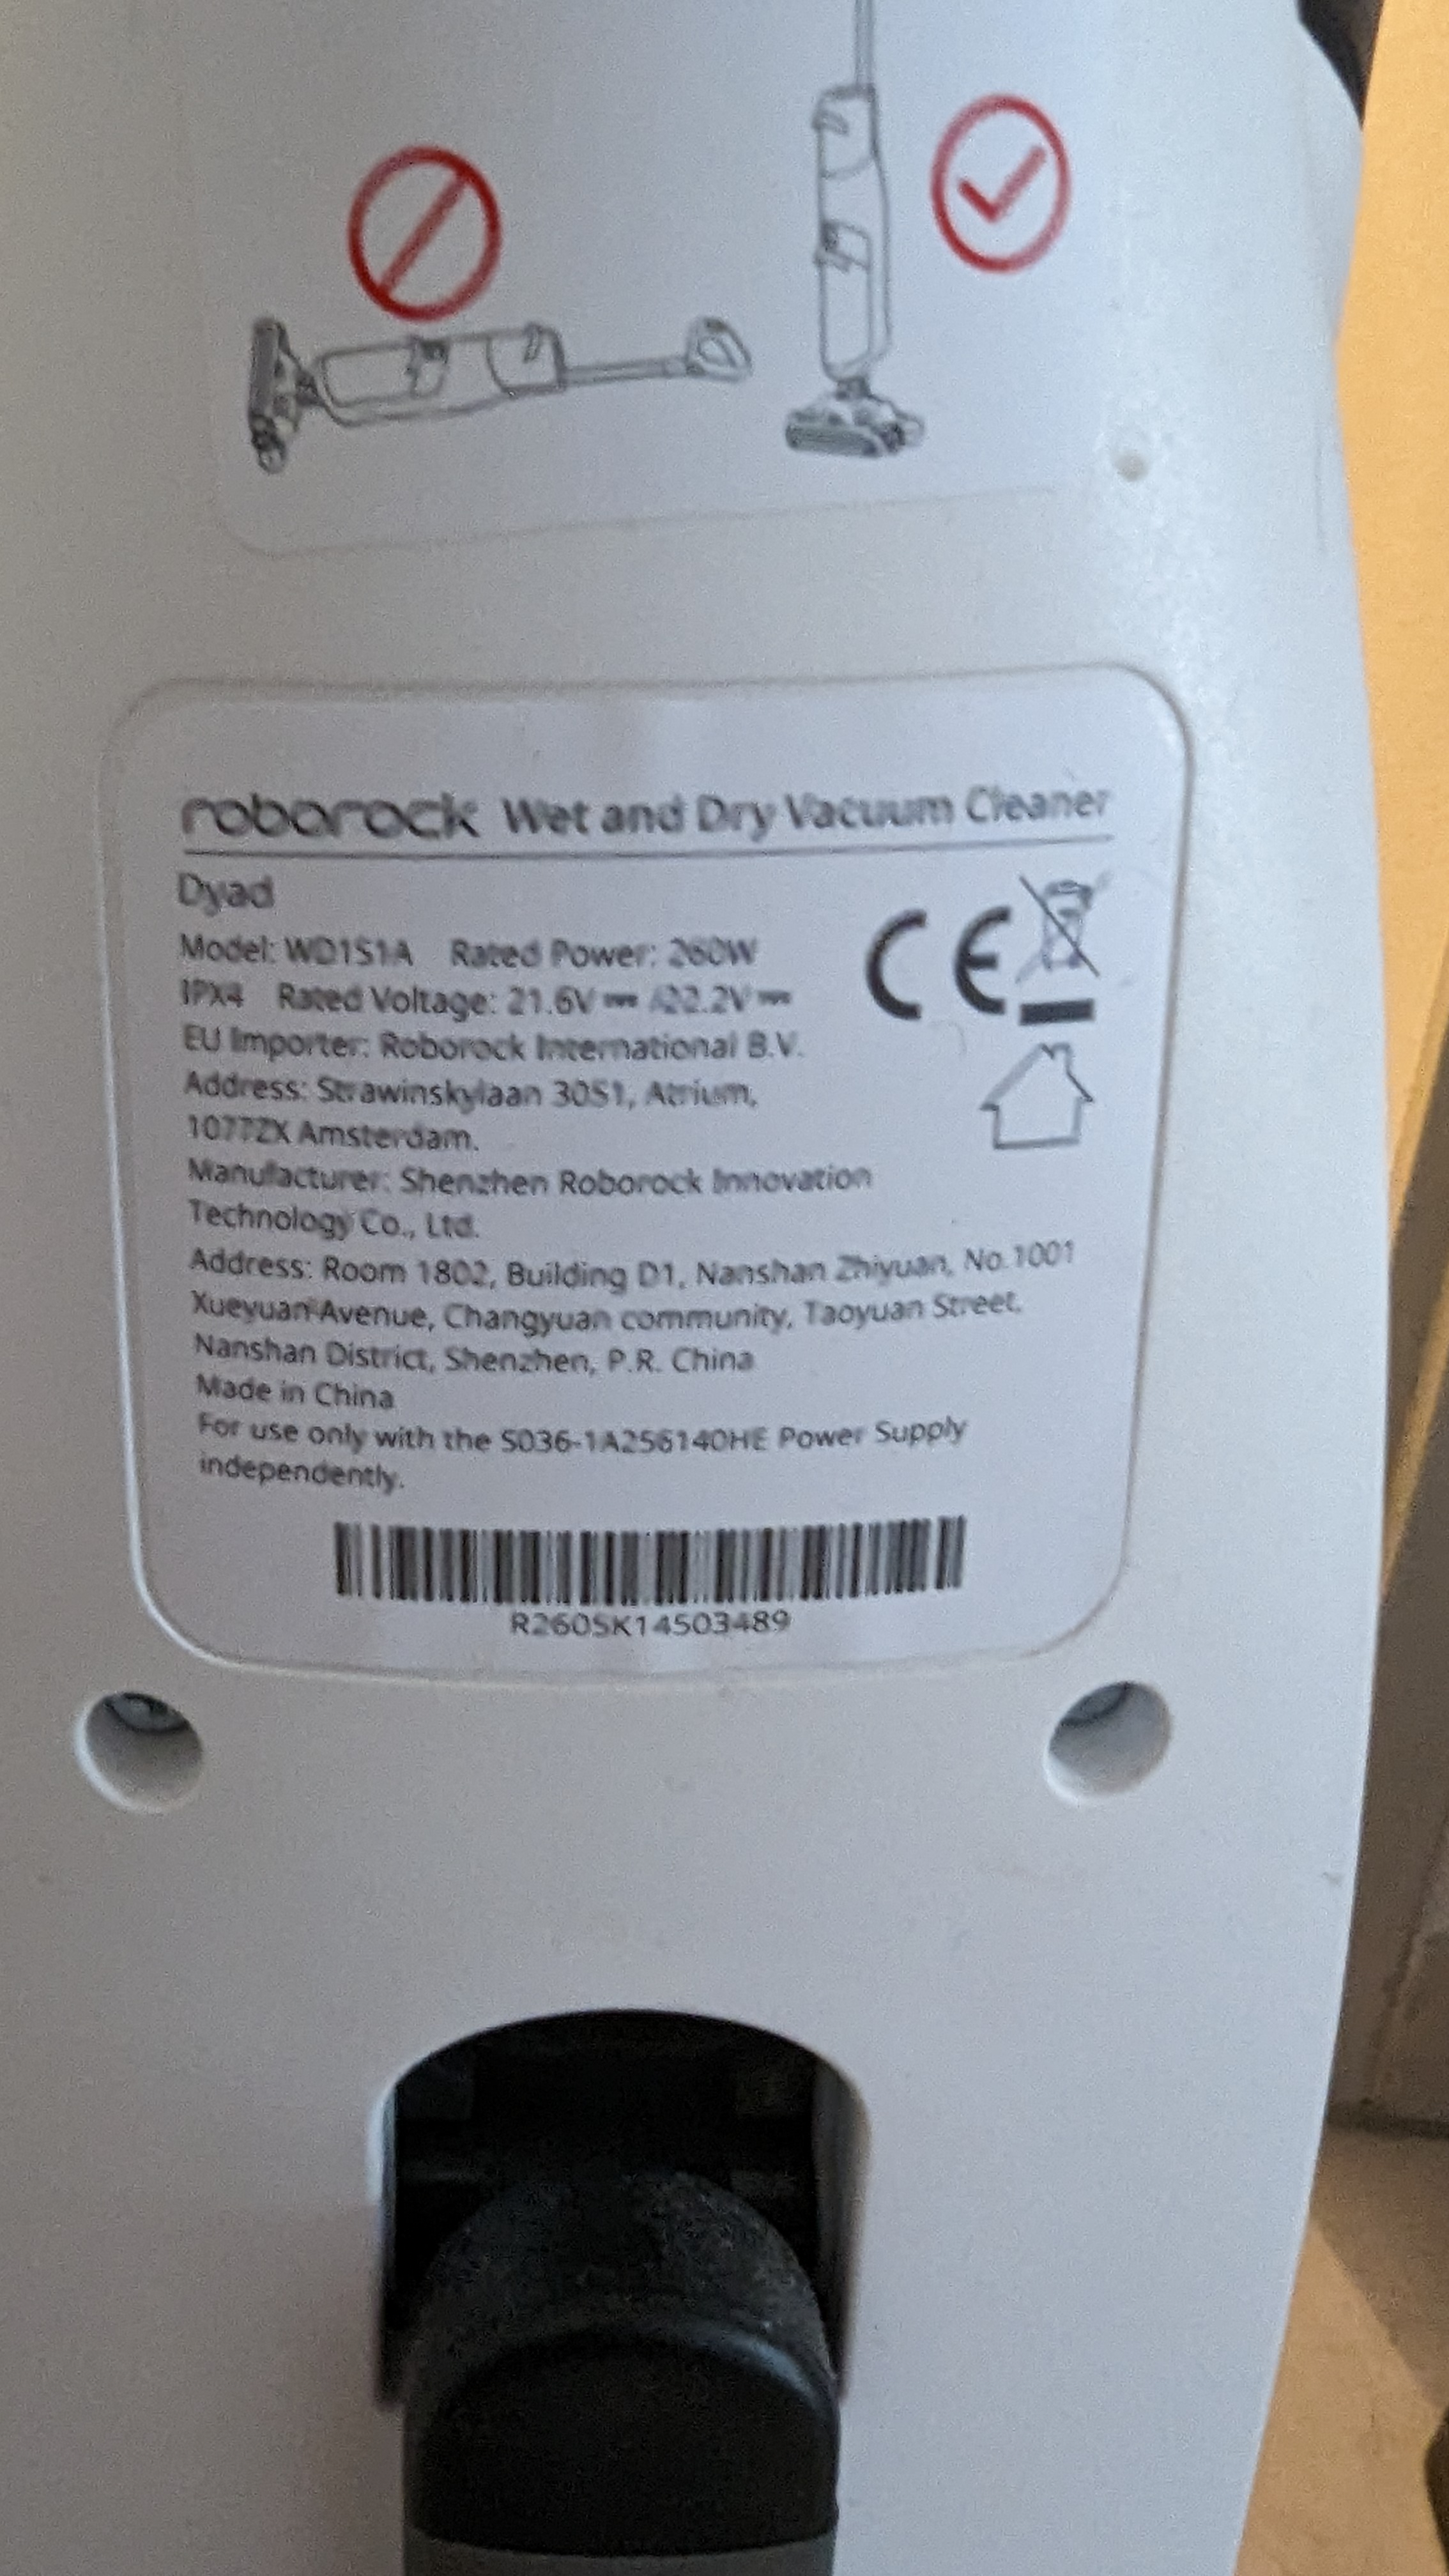 roborock Wet and Dry Vacuum Cleaner
Dyad
Model: WD1S1A Rated Power: 260W
IPX4 Rated Voltage: 21.6V⎓ /22.2V⎓
EU Importer: Roborock International B.V.
Address: Strawinskylaan 3051, Atrium,
1077ZX Amsterdam.
Manufacturer: Shenzhen Roborock Innovation
Technology Co., Ltd.
Address: Room 1802, Building D1, Nanshan Zhiyuan, No.1001
Xueyuan Avenue, Changyuan community, Taoyuan Street,
Nanshan District, Shenzhen, P.R. China
Made in China
For use only with the S036-1A256140HE Power Supply
independently.
R260SK14503489
CE